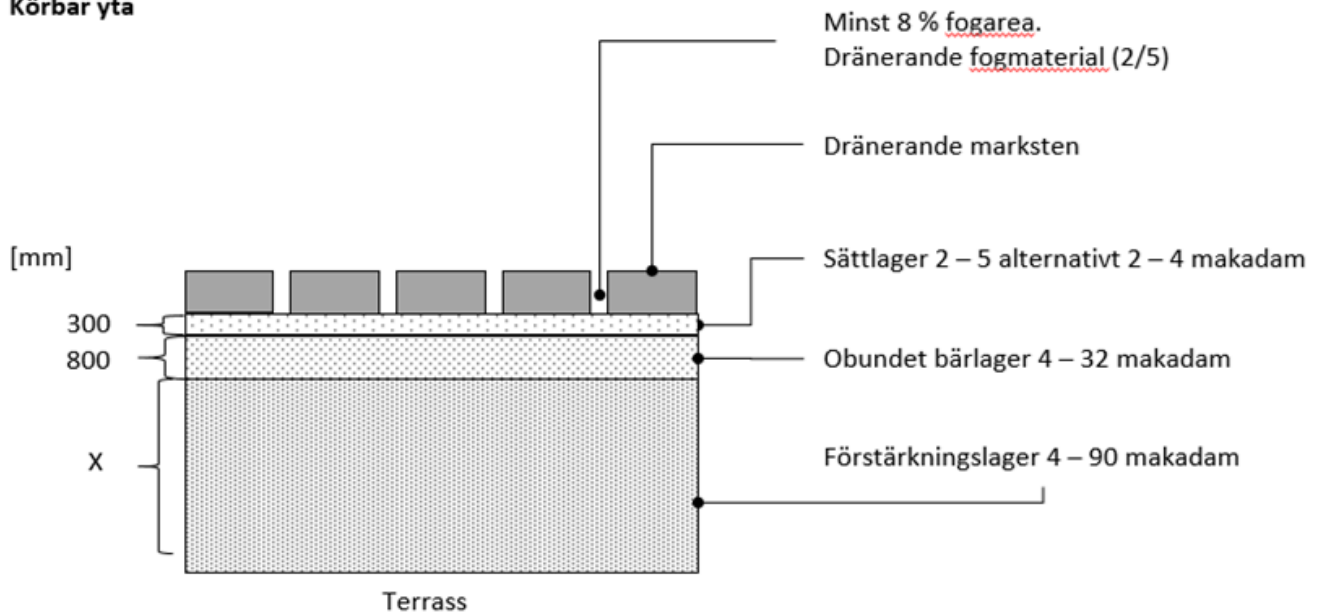 Körbar yta
Minst 8 % fogarea.
Dränerande fogmaterial (2/5)
Dränerande marksten
[mm]
Sättlager 2 – 5 alternativt 2 – 4 makadam
300
800
Obundet bärlager 4 – 32 makadam
X
Förstärkningslager 4 – 90 makadam
Terrass